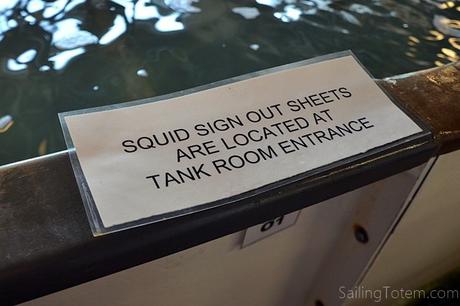 SQUID SIGN OUT SHEETS
ARE LOCATED AT
TANK ROOM ENTRANCE
SailingTotem.com